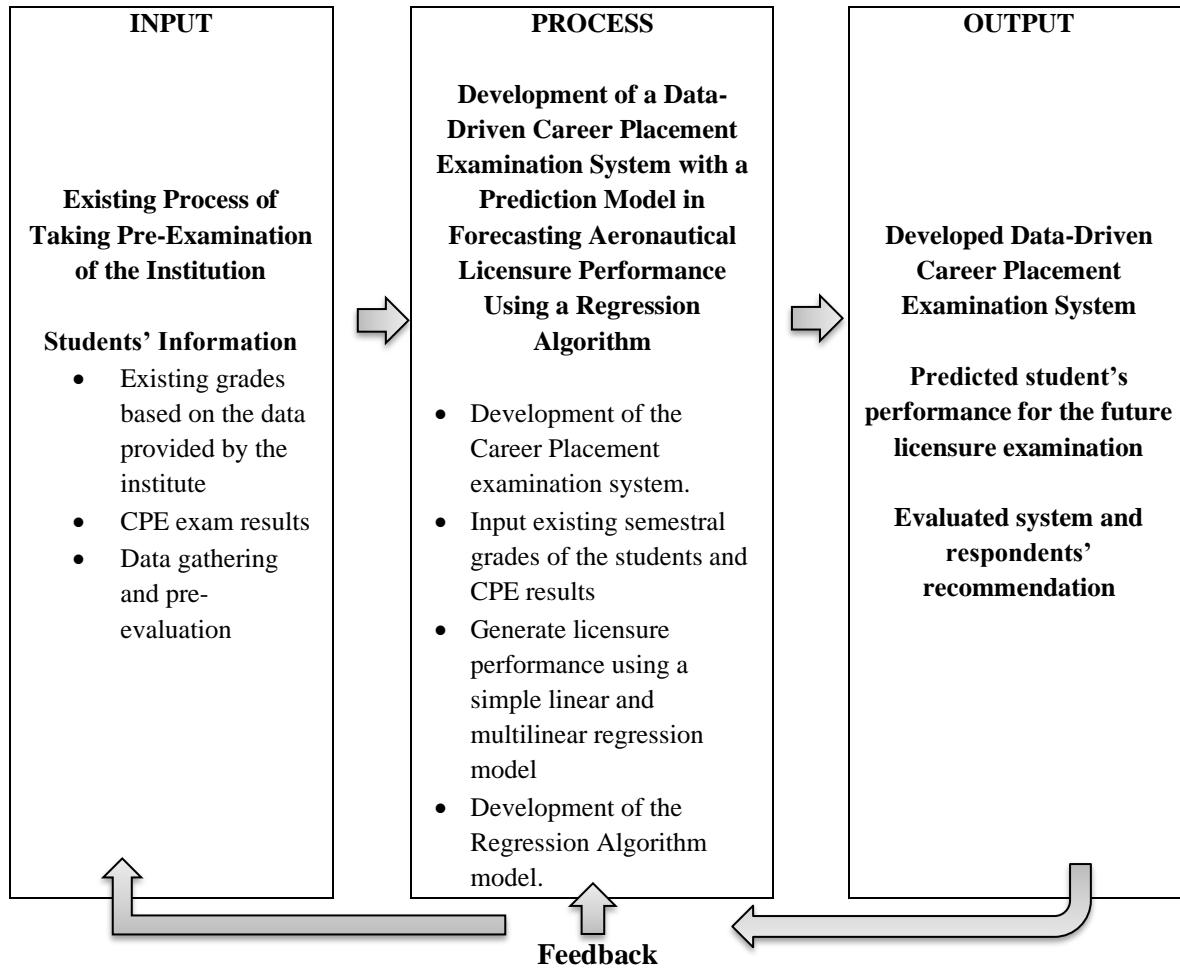 INPUT
Existing Process of
Taking Pre-Examination
of the Institution
Students’ Information
• Existing grades
based on the data
provided by the
institute
• CPE exam results
• Data gathering
and pre-
evaluation
PROCESS
Development of a Data-
Driven Career Placement
Examination System with a
Prediction Model in
Forecasting Aeronautical
Licensure Performance
Using a Regression
Algorithm
• Development of the
Career Placement
examination system.
• Input existing semestral
grades of the students and
CPE results
• Generate licensure
performance using a
simple linear and
multilinear regression
model
• Development of the
Regression Algorithm
model.
OUTPUT
Developed Data-Driven
Career Placement
Examination System
Predicted student’s
performance for the future
licensure examination
Evaluated system and
respondents’
recommendation
Feedback